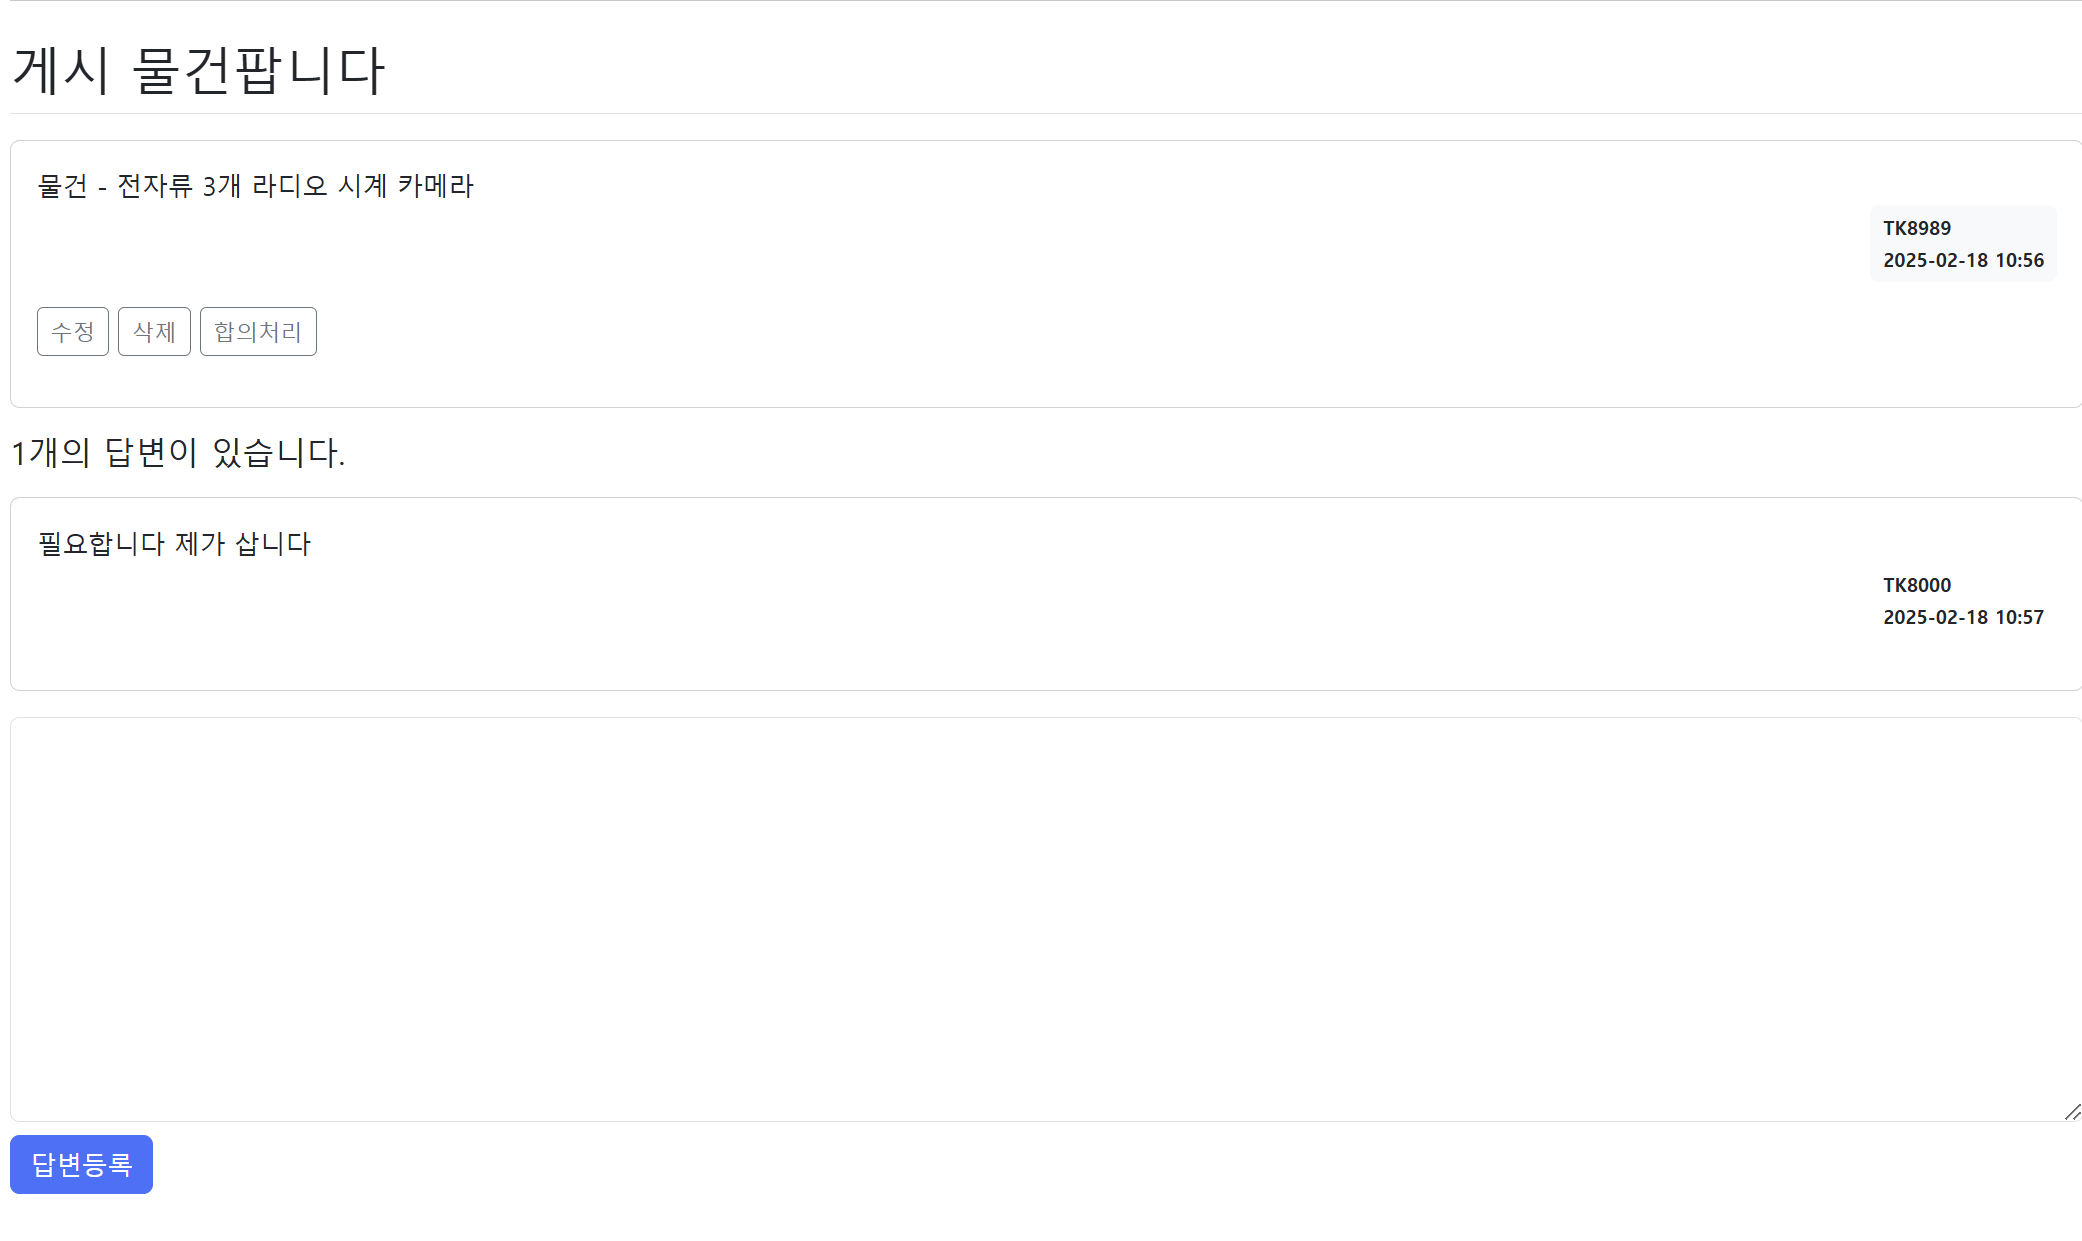 게시 물건팝니다
물건 - 전자류 3개 라디오 시계 카메라
TK8989
2025-02-18 10:56
수정 삭제 합의처리
1개의 답변이 있습니다.
필요합니다 제가 삽니다
TK8000
2025-02-18 10:57
답변등록